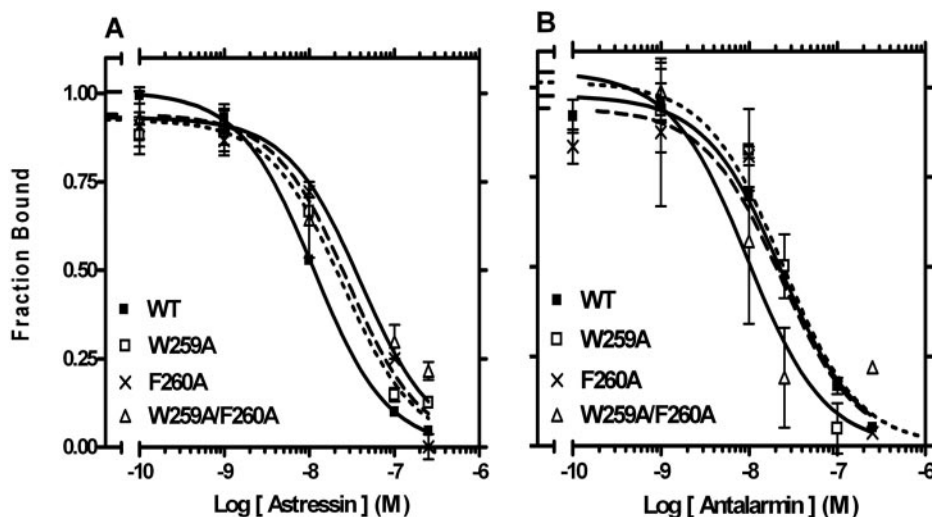 A
B
1.00
0.75
0.50
0.25
0.00
Fraction Bound
WT
W259A
F260A
W259A/F260A
-10
-9
-8
-7
-6
Log [ Astressin ] (M)
WT
W259A
F260A
W259A/F260A
-10
-9
-8
-7
-6
Log [ Antalarmin ] (M)